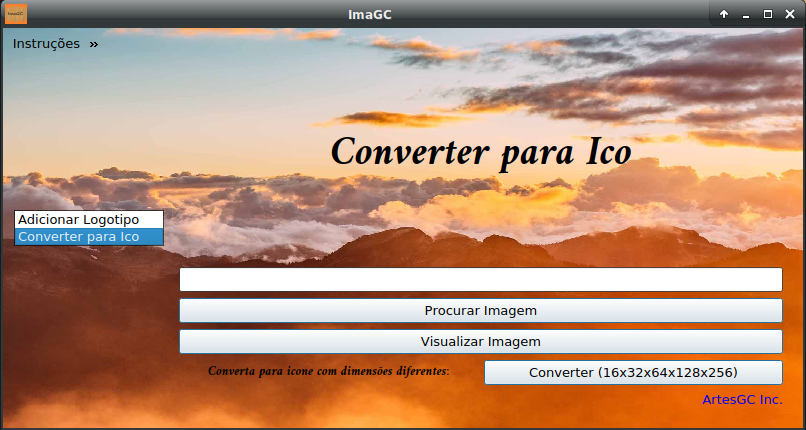 ImaGC
Instruções »
Converter para Ico
Adicionar Logotipo
Converter para Ico
Procurar Imagem
Visualizar Imagem
Converta para icone com dimensões diferentes: Converter (16x32x64x128x256)
ArtesGC Inc.